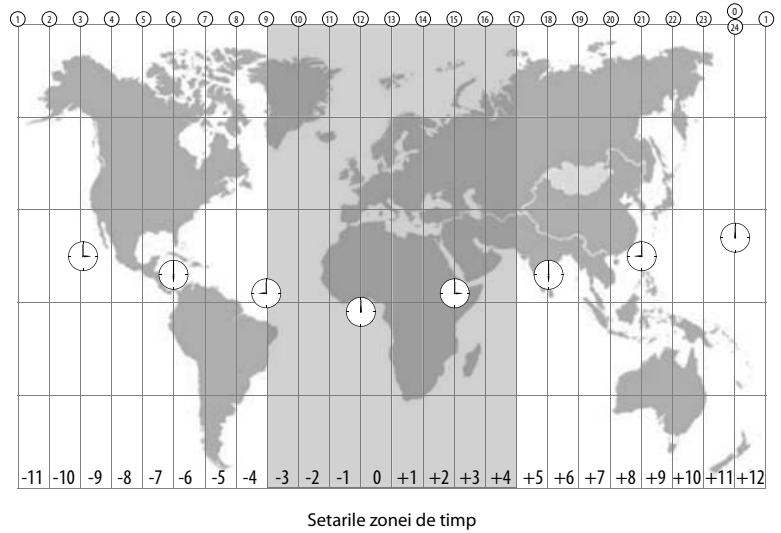 0
1 2 3 4 5 6 7 8 9 10 11 12 13 14 15 16 17 18 19 20 21 22 23 24 1
-11 -10 -9 -8 -7 -6 -5 -4 -3 -2 -1 0 +1 +2 +3 +4 +5 +6 +7 +8 +9 +10 +11 +12
Setarile zonei de timp